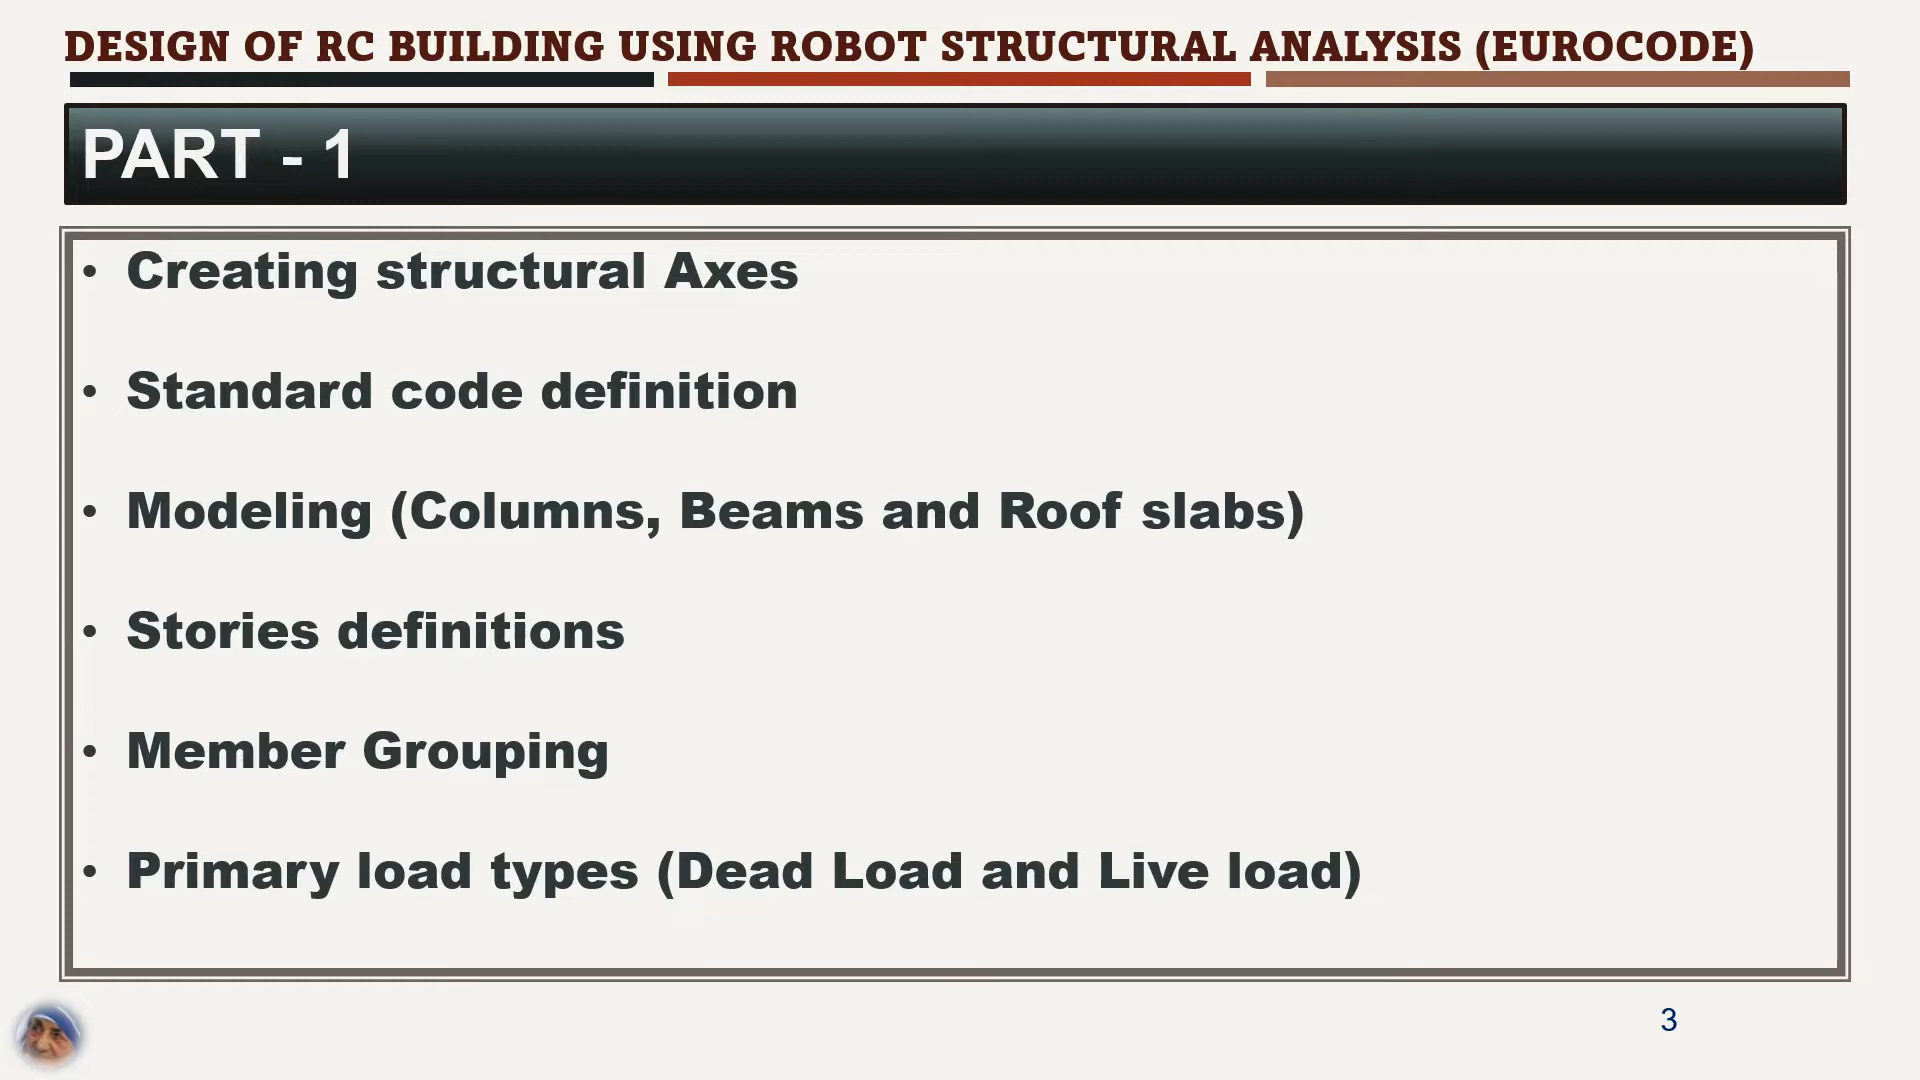 DESIGN OF RC BUILDING USING ROBOT STRUCTURAL ANALYSIS (EUROCODE)
PART - 1
• Creating structural Axes
• Standard code definition
• Modeling (Columns, Beams and Roof slabs)
• Stories definitions
• Member Grouping
• Primary load types (Dead Load and Live load)
3